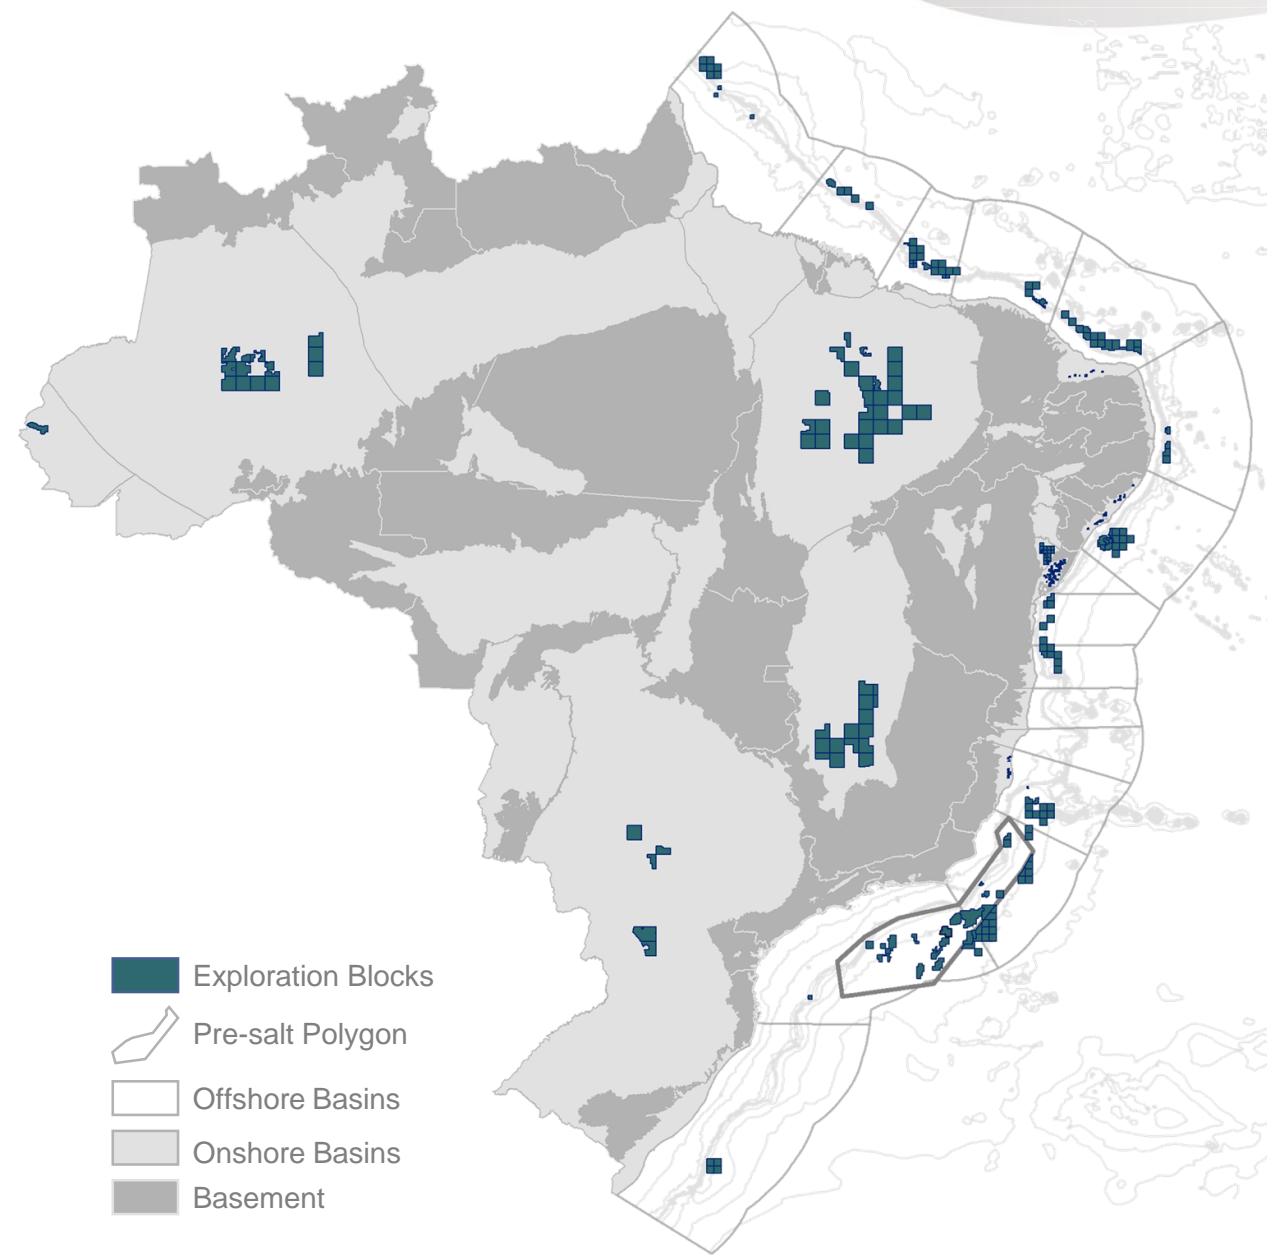 Exploration Blocks
Pre-salt Polygon
Offshore Basins
Onshore Basins
Basement